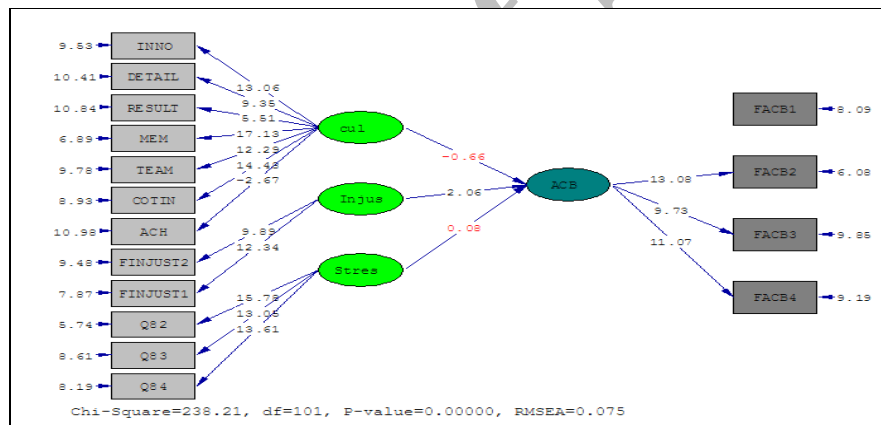 9.53 INNO
10.41 DETAIL
10.84 RESULT
6.89 MEM
9.78 TEAM
8.93 COTIN
10.98 ACH
9.48 FINJUST2
7.87 FINJUST1
5.74 Q82
8.61 Q83
8.19 Q84
13.06
9.35
5.51
17.13
12.29
14.43
-2.67
9.89
12.34
15.78
13.05
13.61
cul
Injus
Stres
-0.66
2.06
0.08
ACB
13.08
9.73
11.07
FACB1 8.09
FACB2 6.08
FACB3 9.85
FACB4 9.19
Chi-Square=238.21, df=101, P-value=0.00000, RMSEA=0.075